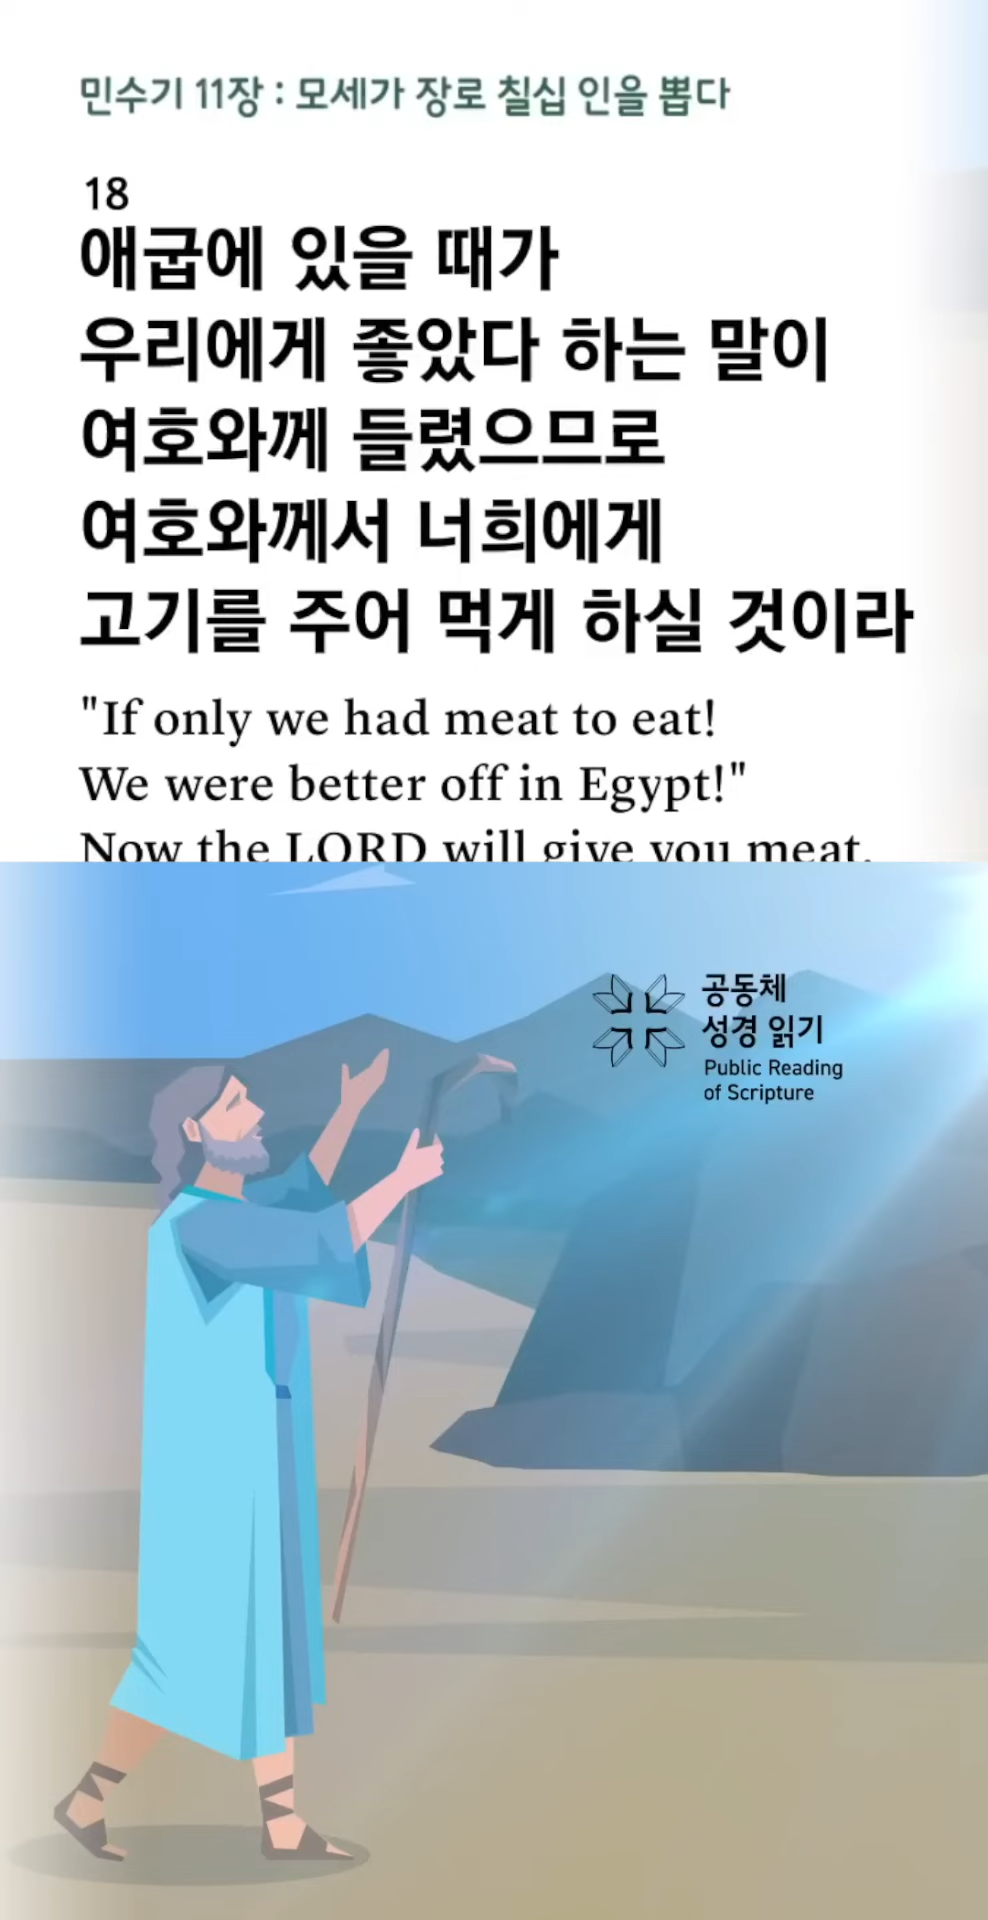 민수기 11장 : 모세가 장로 칠십 인을 뽑다
18
애굽에 있을 때가
우리에게 좋았다 하는 말이
여호와께 들렸으므로
여호와께서 너희에게
고기를 주어 먹게 하실 것이라
"If only we had meat to eat!
We were better off in Egypt!"
Now the LORD will give you meat,
공동체
성경 읽기
Public Reading
of Scripture